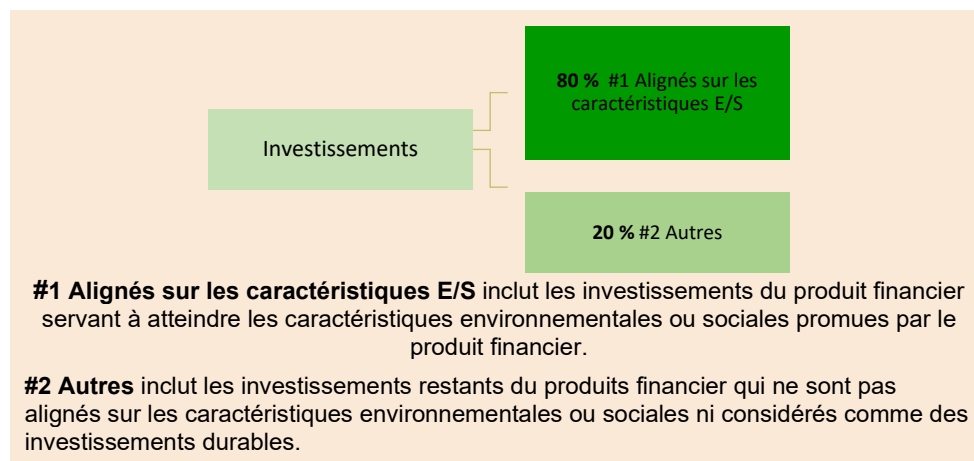 80 % #1 Alignés sur les
caractéristiques E/S
Investissements
20 % #2 Autres
#1 Alignés sur les caractéristiques E/S inclut les investissements du produit financier
servant à atteindre les caractéristiques environnementales ou sociales promues par le
produit financier.
#2 Autres inclut les investissements restants du produits financier qui ne sont pas
alignés sur les caractéristiques environnementales ou sociales ni considérés comme des
investissements durables.